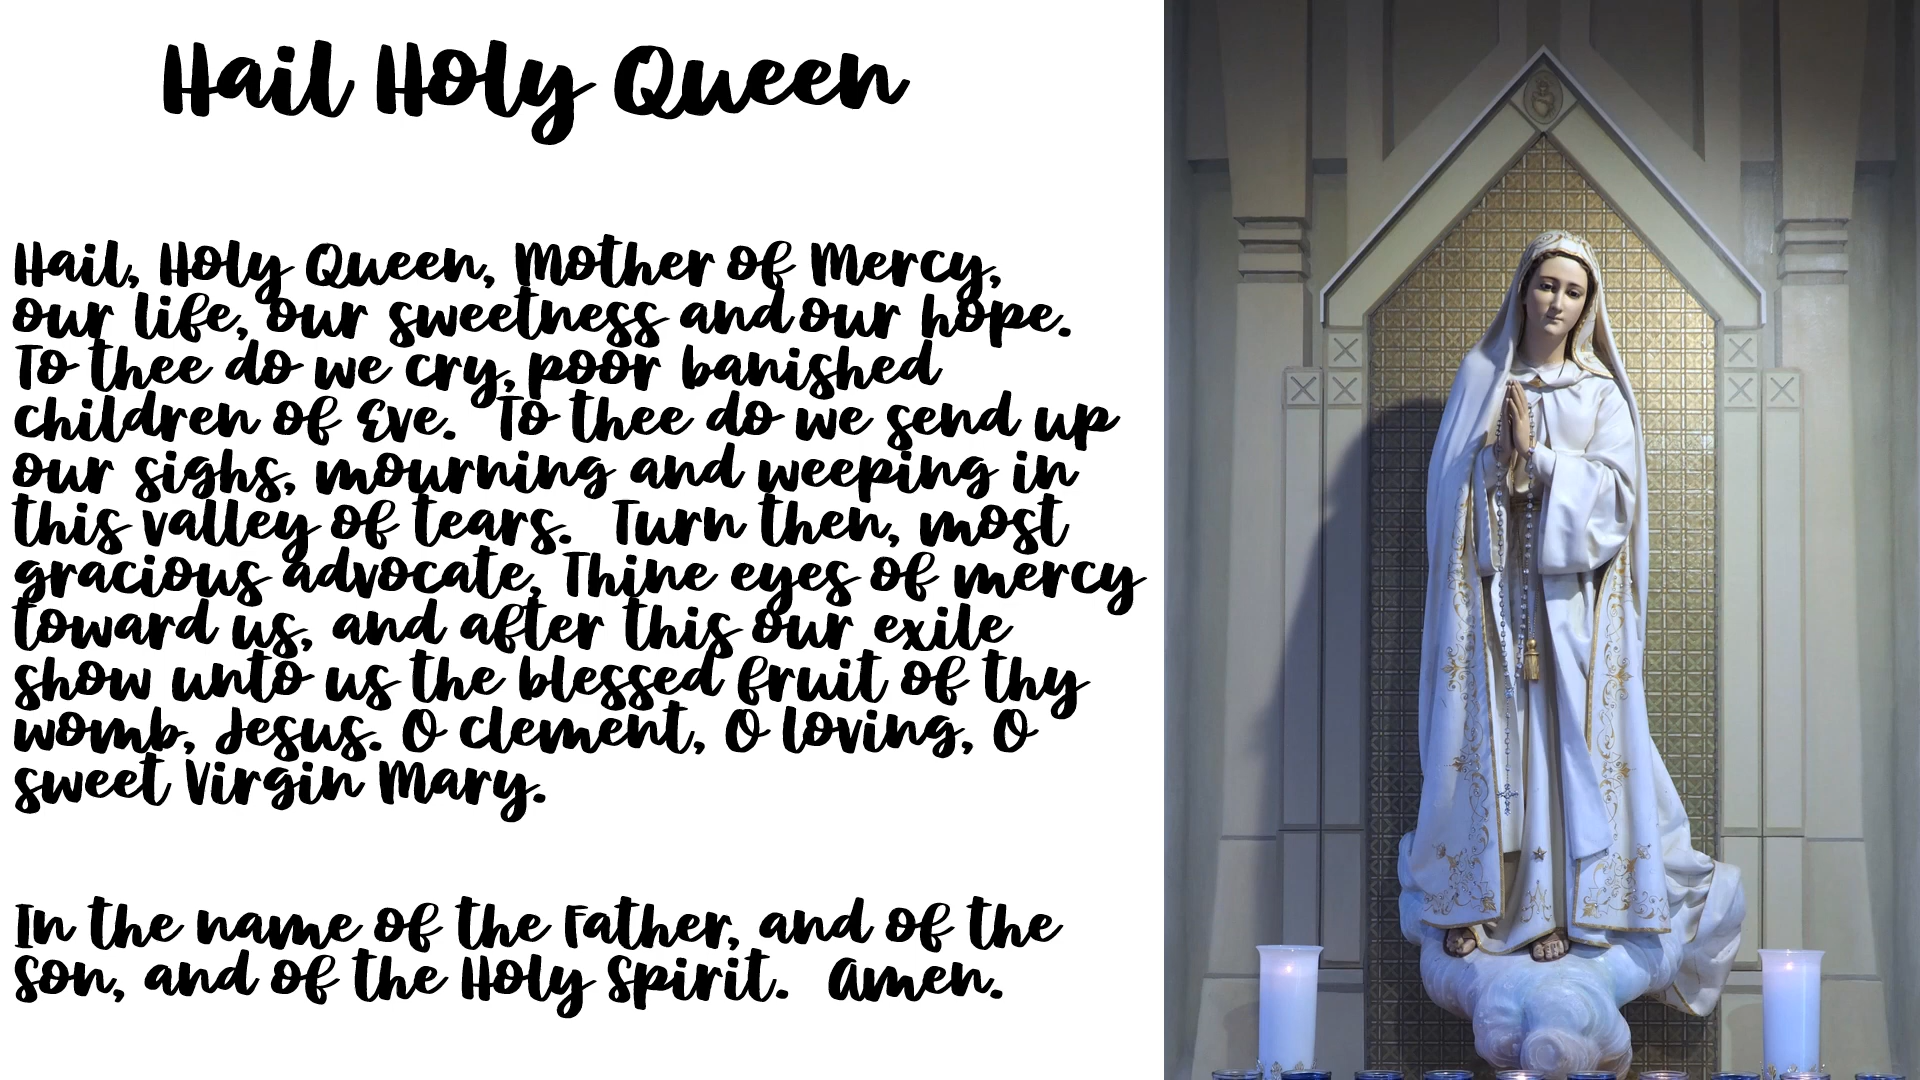 Hail Holy Queen
Hail, Holy Queen, Mother of Mercy,
our life, our sweetness and our hope.
To thee do we cry, poor banished
children of Eve. To thee do we send up
our sighs, mourning and weeping in
this valley of tears. Turn then, most
gracious advocate, Thine eyes of mercy
toward us, and after this our exile
show unto us the blessed fruit of thy
womb, Jesus. O clement, O loving, O
sweet Virgin Mary.
In the name of the Father, and of the
Son, and of the Holy Spirit. Amen.